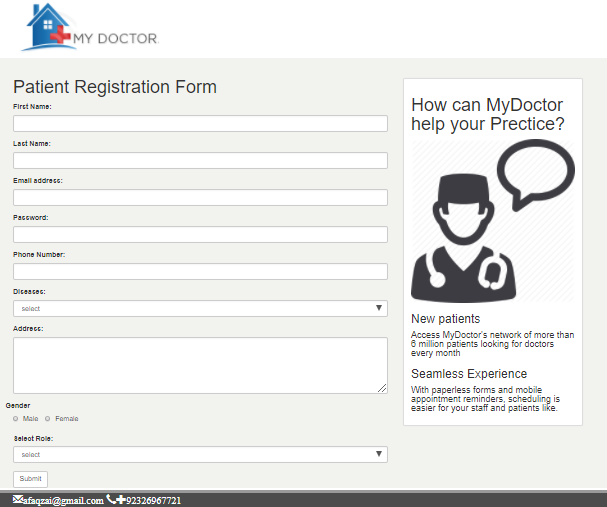 MY DOCTOR
Patient Registration Form
First Name:
Last Name:
Email address:
Password:
Phone Number:
Diseases:
select
Address:
Gender
Male Female
Select Role:
select
Submit
How can MyDoctor
help your Prectice?
New patients
Access MyDoctor's network of more than
6 million patients looking for doctors
every month
Seamless Experience
With paperless forms and mobile
appointment reminders, scheduling is
easier for your staff and patients like.
afaqzai@gmail.com +92326967721